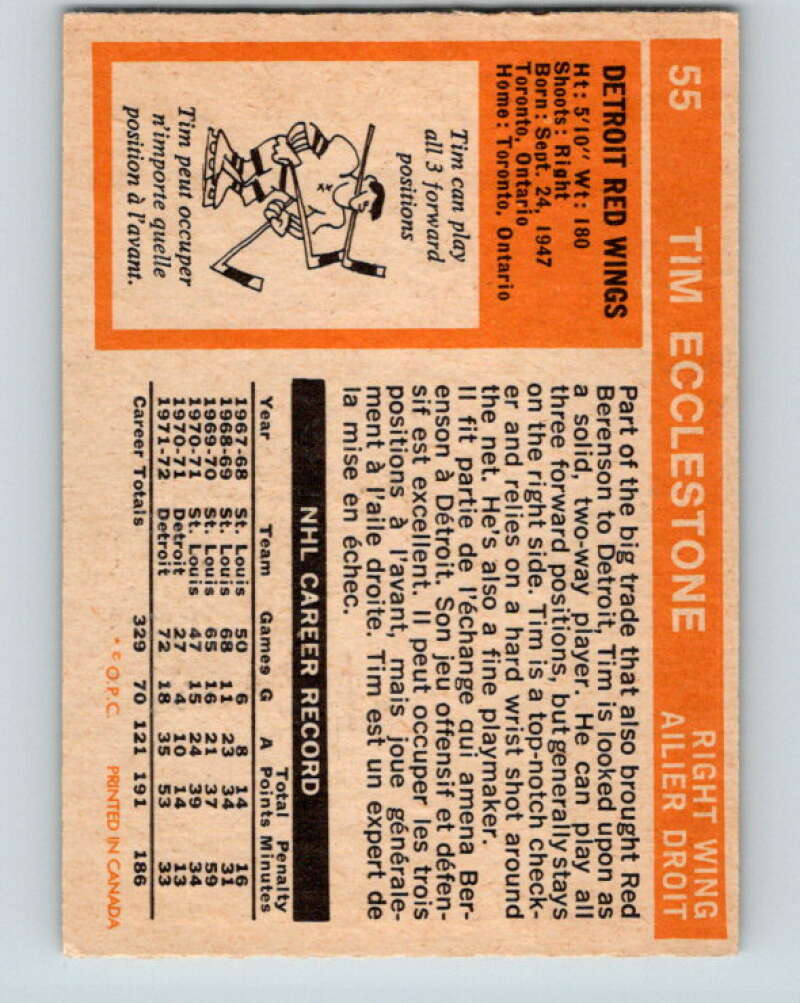 55 TIM ECCLESTONE
RIGHT WING
AILIER DROIT
DETROIT RED WINGS
Ht: 5'10" Wt: 180
Shoots: Right
Born: Sept. 24, 1947
Toronto, Ontario
Home: Toronto, Ontario
Tim can play
all 3 forward
positions
Tim peut occuper
n'importe quelle
position à l'avant.
Part of the big trade that also brought Red
Berenson to Detroit, Tim is looked upon as
a solid, two-way player. He can play all
three forward positions, but generally stays
on the right side. Tim is a top-notch check-
er and relies on a hard wrist shot around
the net. He's also a fine playmaker.
Il fit partie de l'échange qui amena Ber-
enson à Détroit. Son jeu offensif et défen-
sif est excellent. Il peut occuper les trois
positions à l'avant, mais joue générale-
ment à l'aile droite. Tim est un expert de
la mise en échec.
NHL CAREER RECORD
Total Penalty
Year Team Games G A Points Minutes
1967-68 St. Louis 50 6 8 14 16
1968-69 St. Louis 68 11 23 34 31
1969-70 St. Louis 65 16 21 37 59
1970-71 St. Louis 47 15 24 39 34
1970-71 Detroit 27 4 10 14 13
1971-72 Detroit 72 18 35 53 33
Career Totals 329 70 121 191 186
* © O.P.C. PRINTED IN CANADA